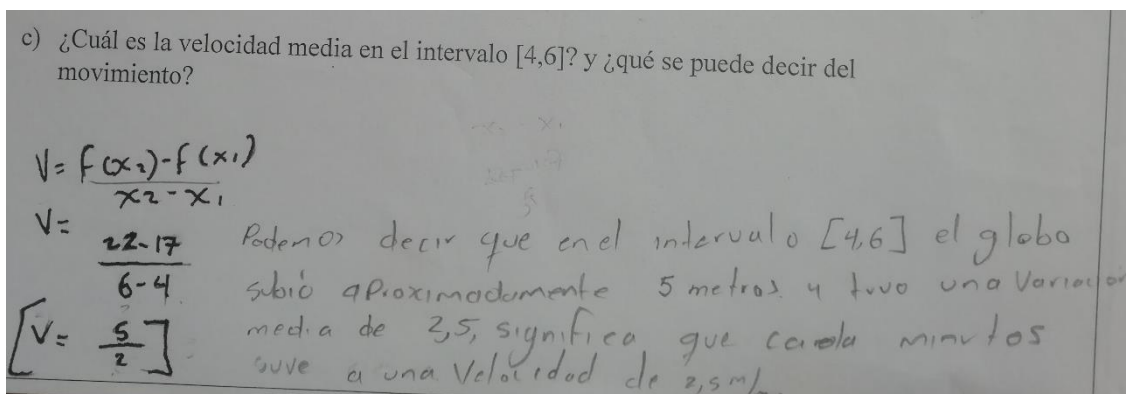 c) ¿Cuál es la velocidad media en el intervalo [4,6]? y ¿qué se puede decir del
movimiento?
V= f(x₂)-f(x₁)
x₂-x₁
V=
22-17
6-4
[V= 5
2]
Podemos decir que en el intervalo [4,6] el globo
subió aproximadamente 5 metros y tuvo una Variación
media de 2,5, significa que cada minutos
suve a una Velocidad de 2,5 m/